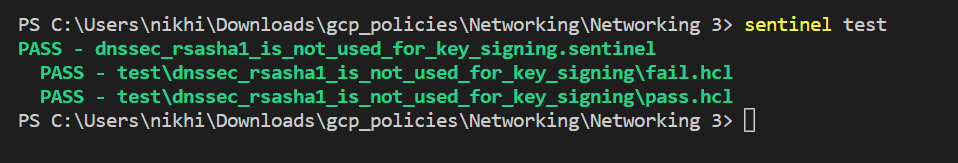 PS C:\Users\nikhi\Downloads\gcp_policies\Networking\Networking 3> sentinel test
PASS - dnssec_rsasha1_is_not_used_for_key_signing.sentinel
  PASS - test\dnssec_rsasha1_is_not_used_for_key_signing\fail.hcl
  PASS - test\dnssec_rsasha1_is_not_used_for_key_signing\pass.hcl
PS C:\Users\nikhi\Downloads\gcp_policies\Networking\Networking 3>